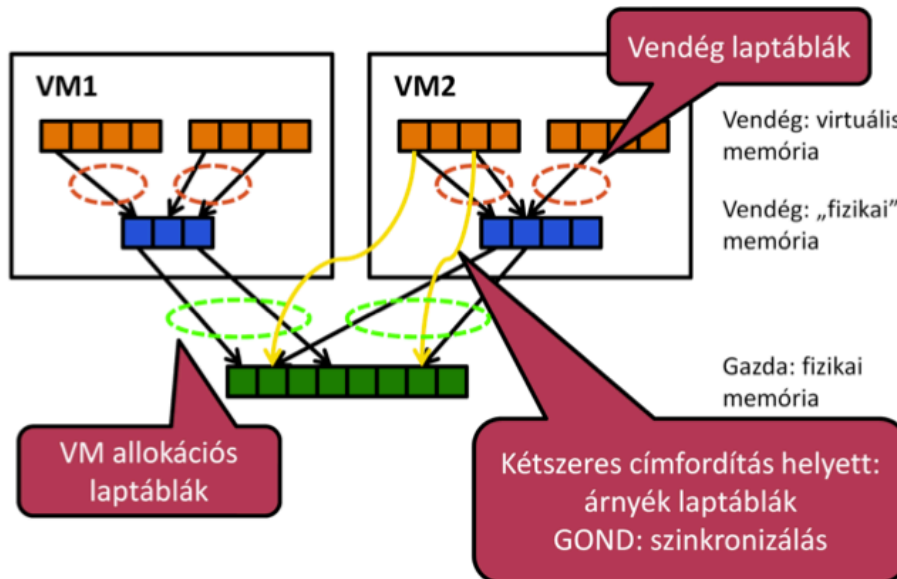 Vendég laptáblák
VM1
VM2
Vendég: virtuális
memória
Vendég: „fizikai”
memória
Gazda: fizikai
memória
VM allokációs
laptáblák
Kétszeres címfordítás helyett:
árnyék laptáblák
GOND: szinkronizálás